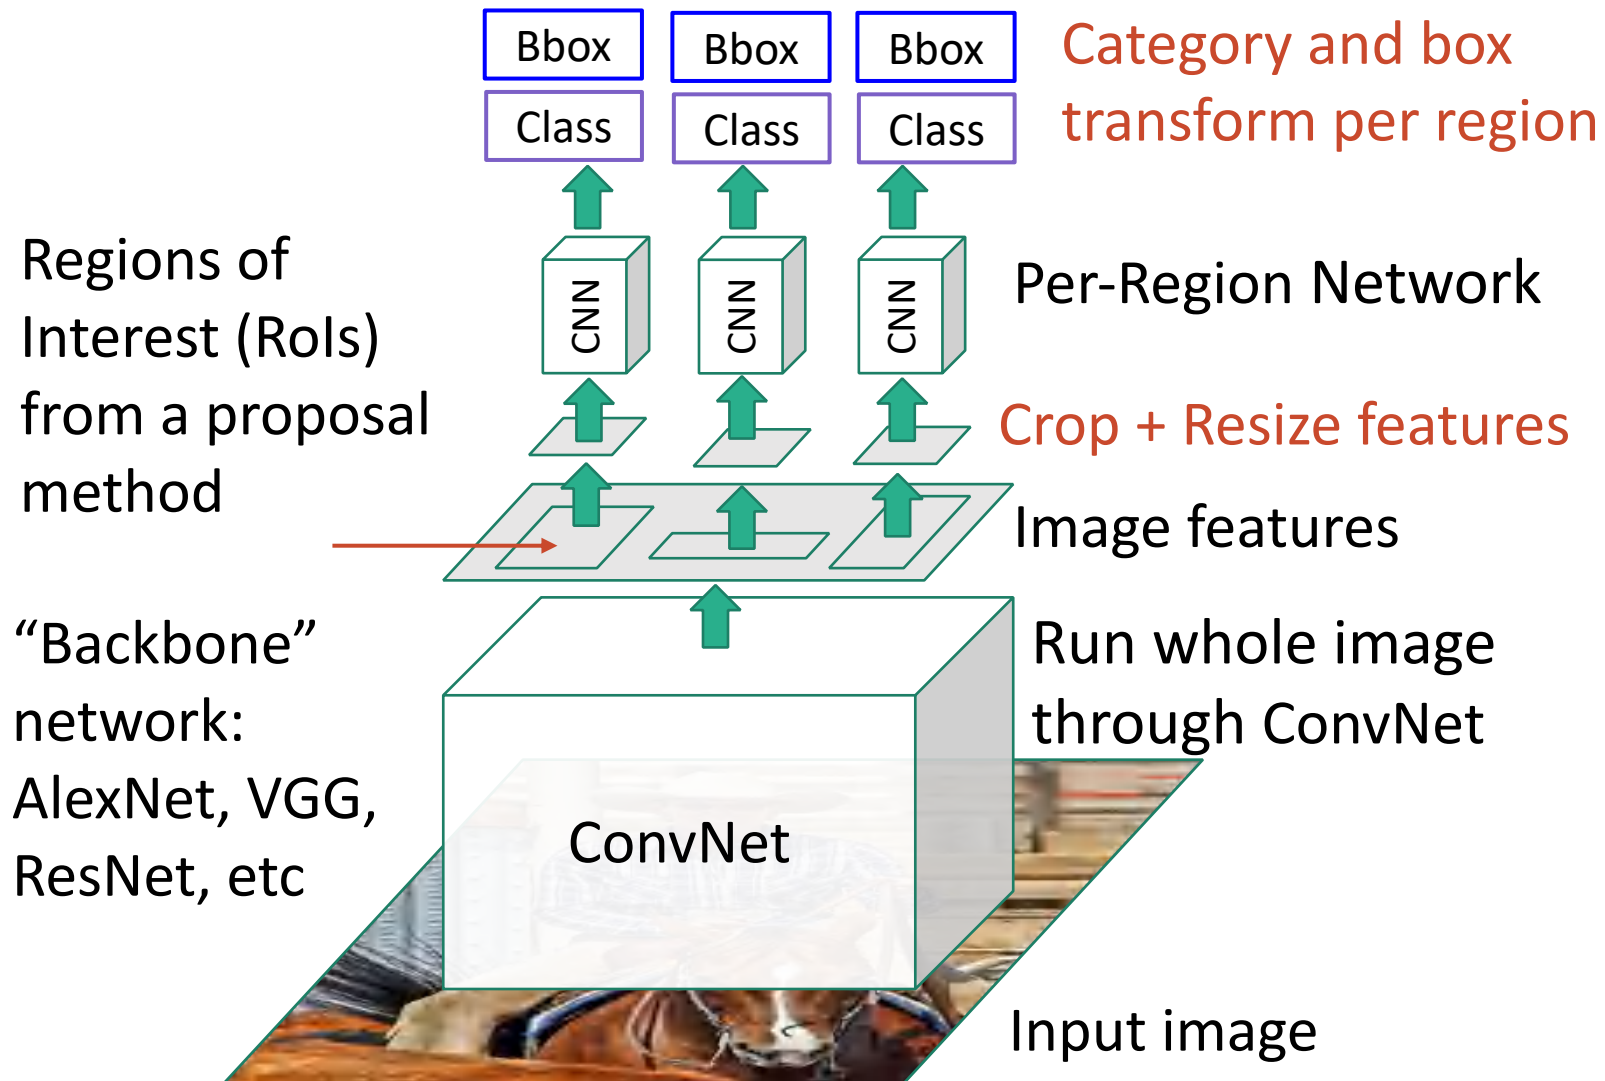 Bbox
Bbox
Bbox
Category and box
transform per region
Class
Class
Class
Regions of
Interest (RoIs)
from a proposal
method
CNN
CNN
CNN
Per-Region Network
Crop + Resize features
Image features
“Backbone”
network:
AlexNet, VGG,
ResNet, etc
Run whole image
through ConvNet
ConvNet
Input image